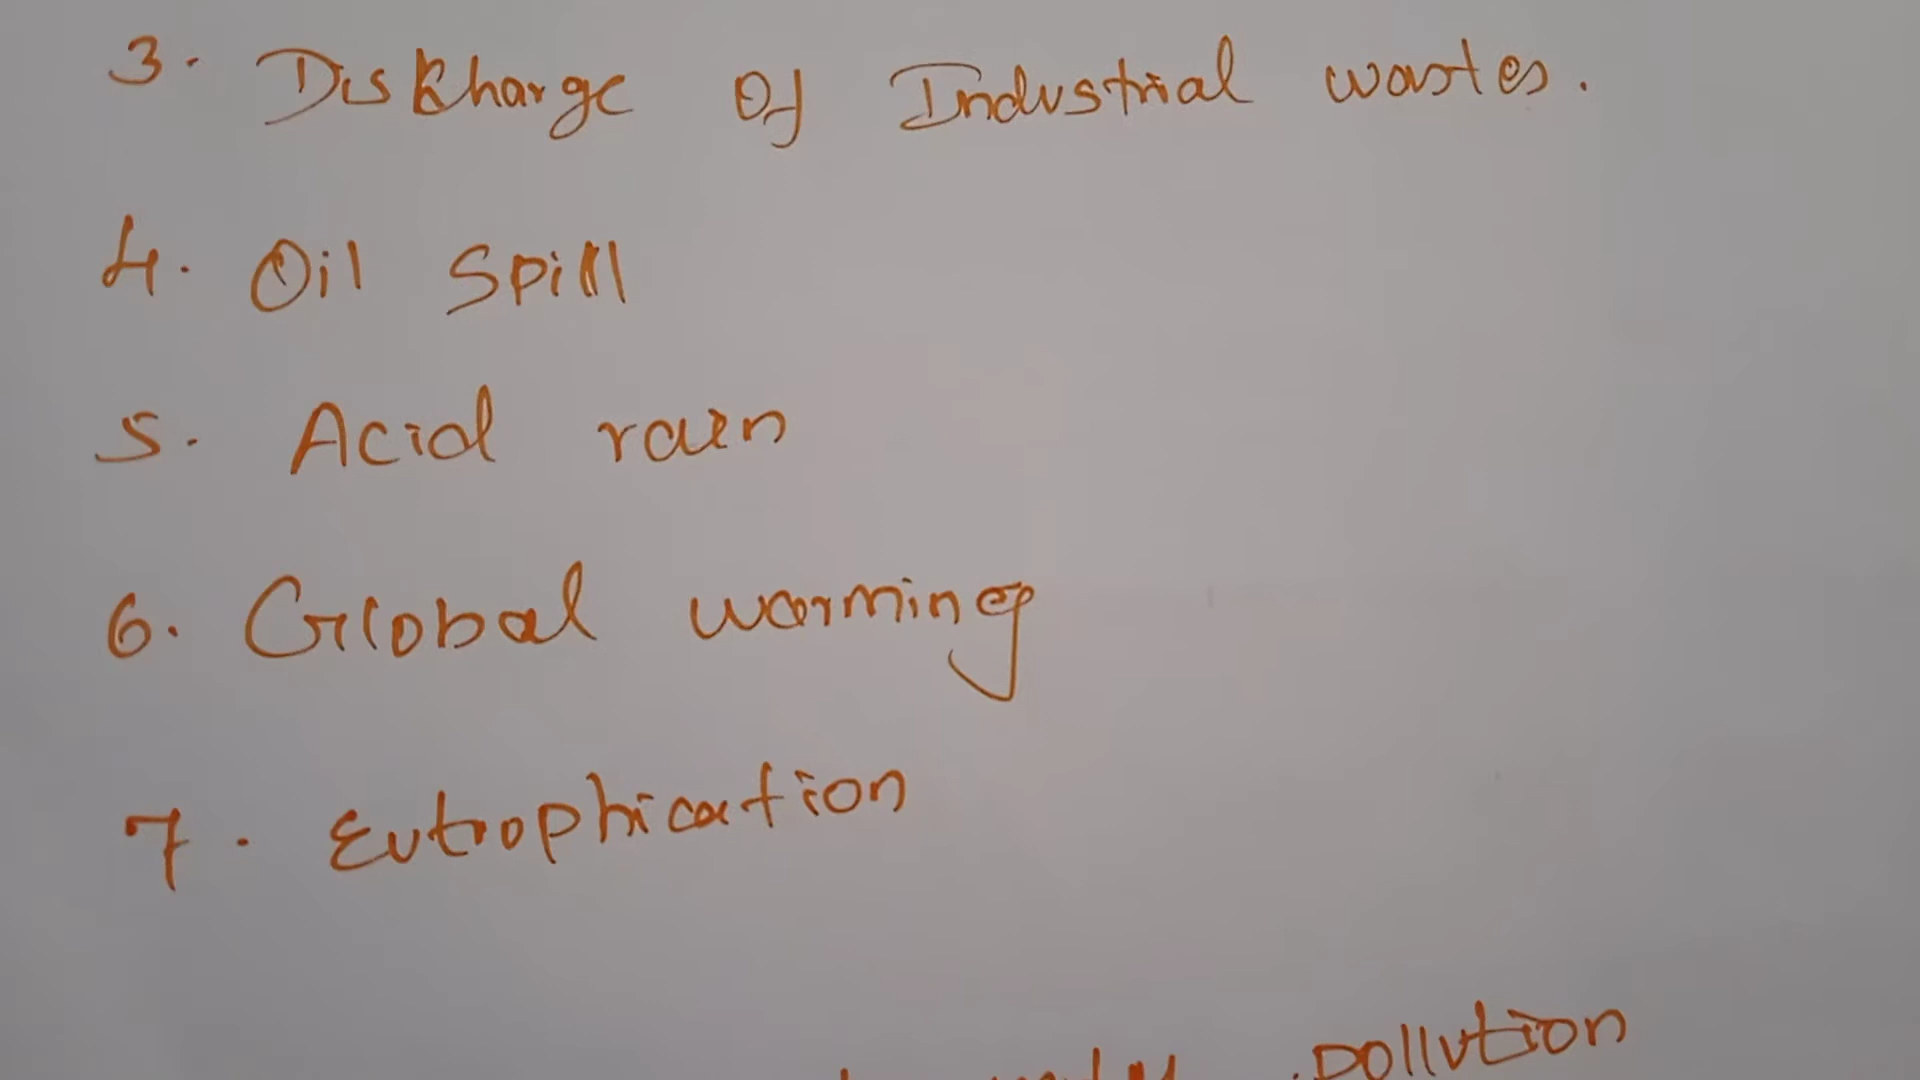 3. Discharge Of Industrial wastes.
4. Oil Spill
5. Acid rain
6. Global warming
7. Eutrophication
Pollution